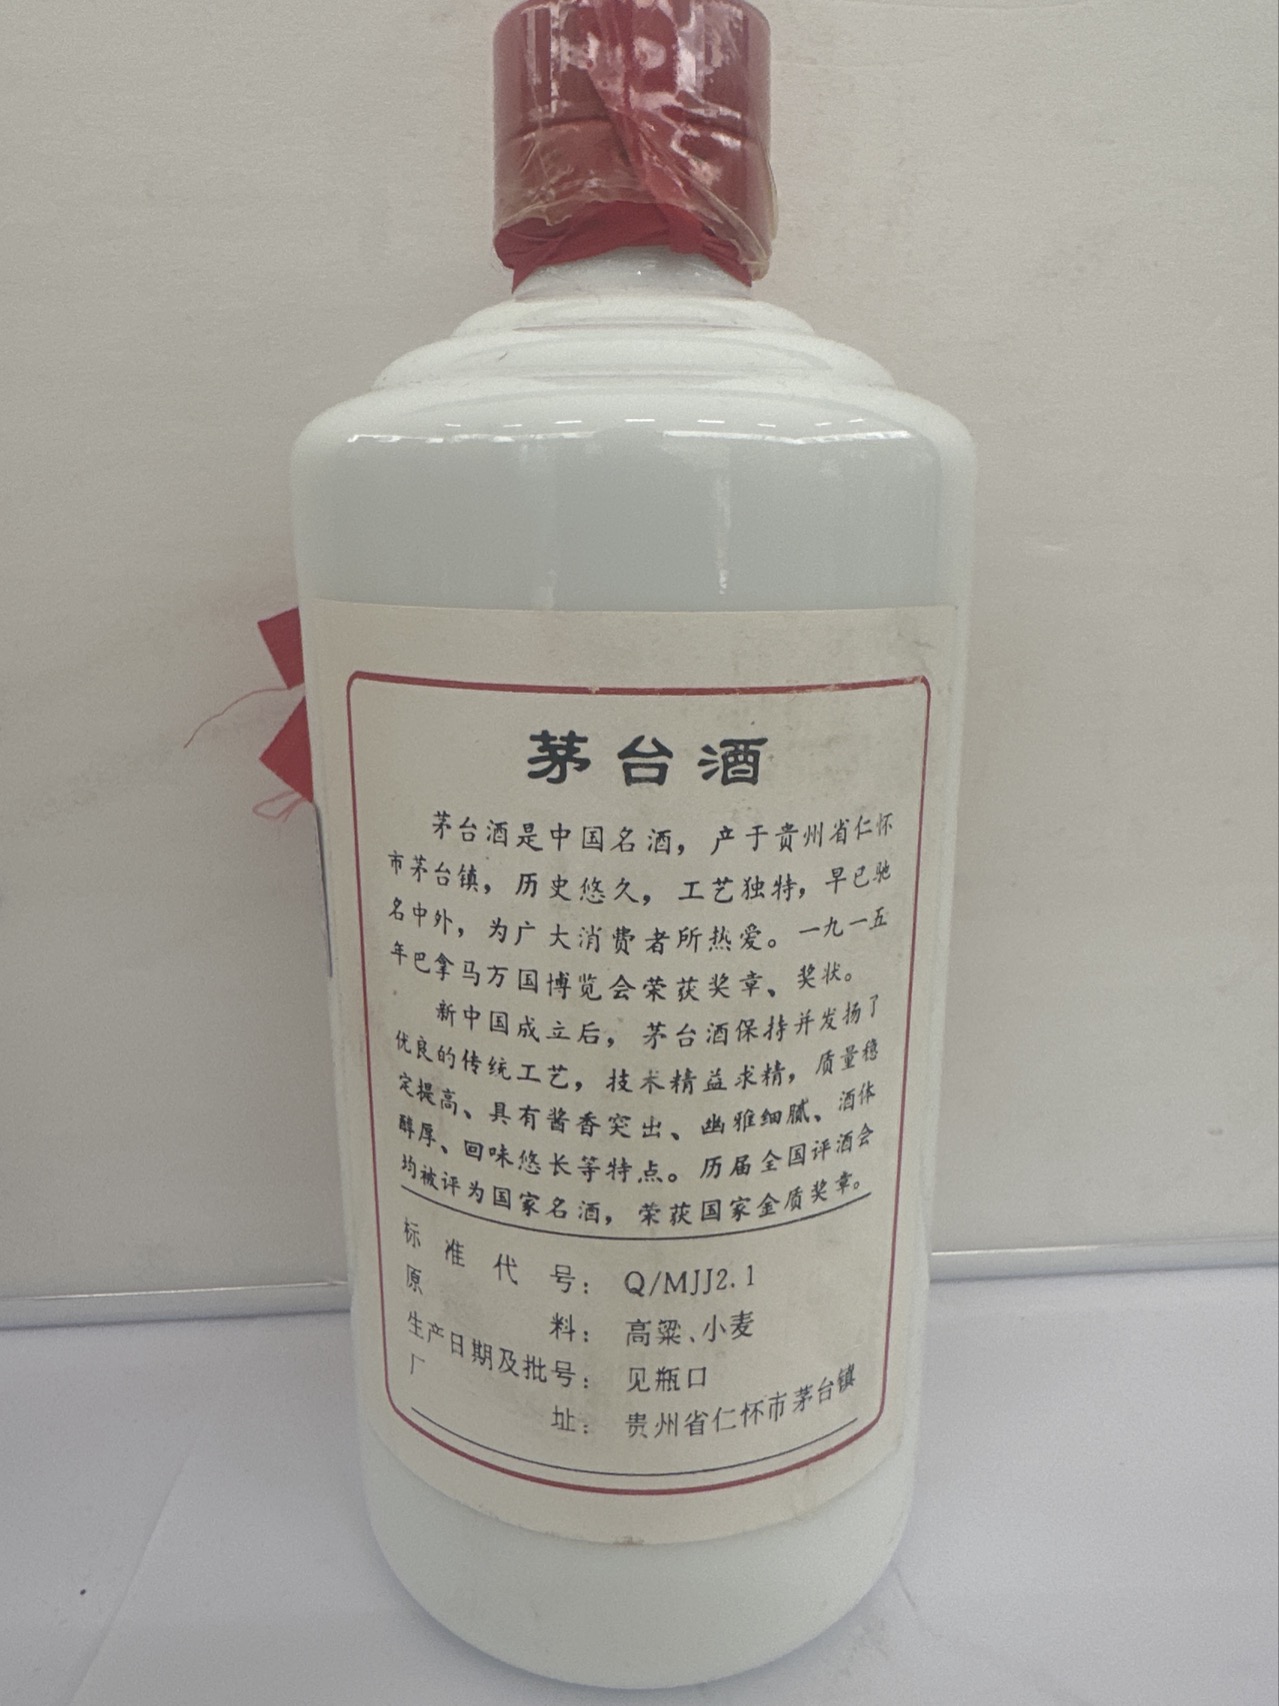 茅台酒
茅台酒是中国名酒，产于贵州省仁怀
市茅台镇，历史悠久，工艺独特，早已驰
名中外，为广大消费者所热爱。一九一五
年巴拿马万国博览会荣获奖章、奖状。
新中国成立后，茅台酒保持并发扬了
优良的传统工艺，技术精益求精，质量稳
定提高、具有酱香突出、幽雅细腻、酒体
醇厚、回味悠长等特点。历届全国评酒会
均被评为国家名酒，荣获国家金质奖章。
标准代号：Q/MJJ2.1
原料：高粱、小麦
生产日期及批号：见瓶口
厂址：贵州省仁怀市茅台镇